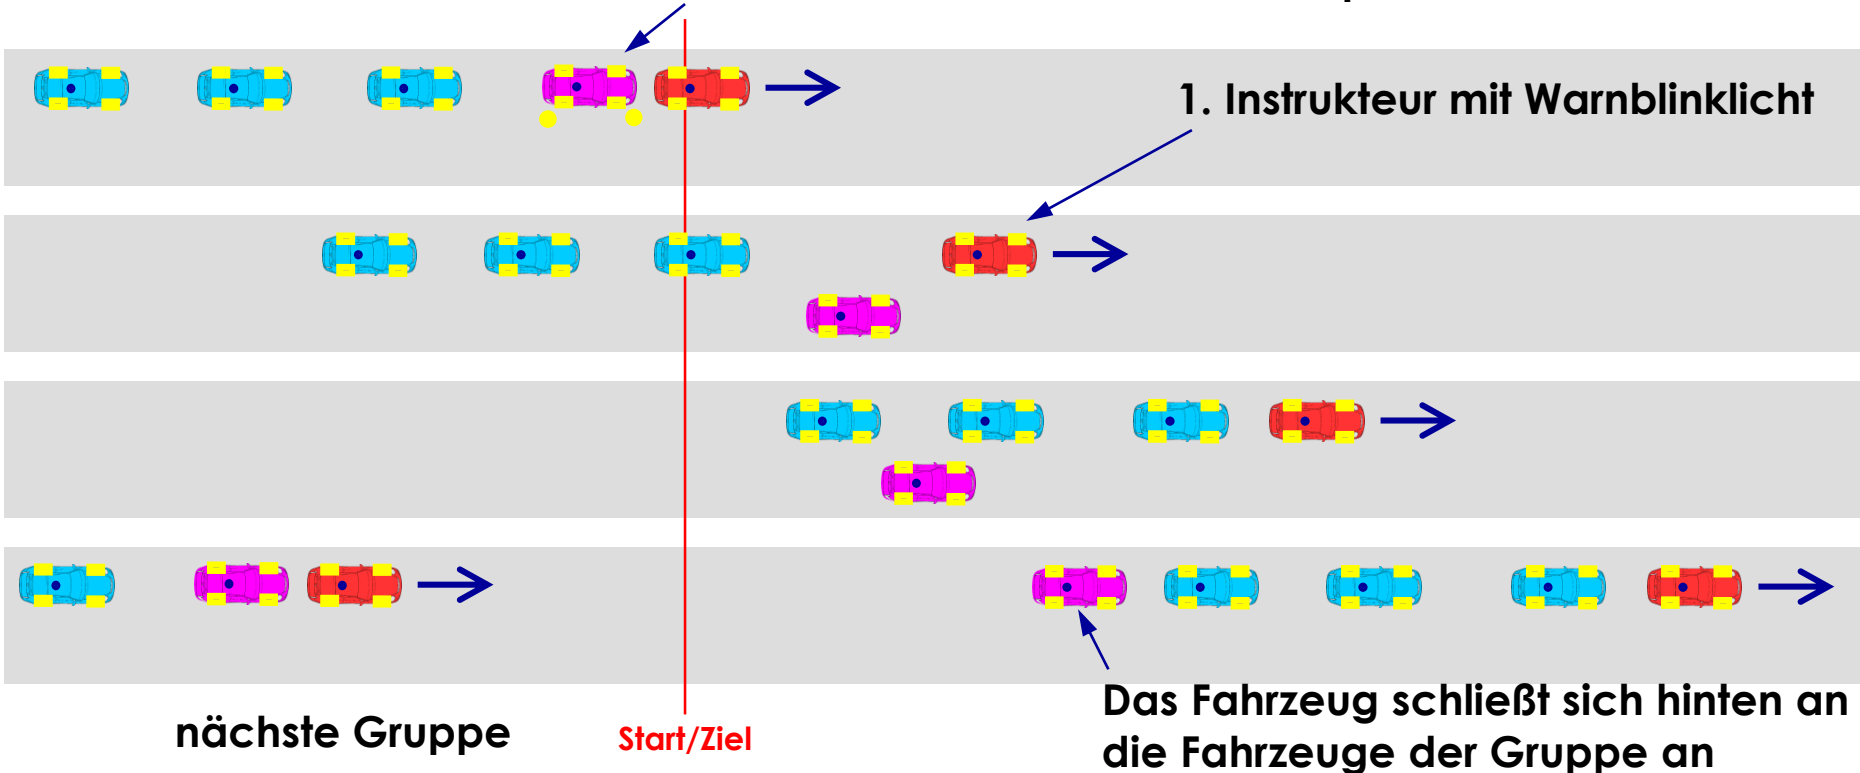 1. Instrukteur mit Warnblinklicht
Das Fahrzeug schließt sich hinten an
die Fahrzeuge der Gruppe an
nächste Gruppe
Start/Ziel